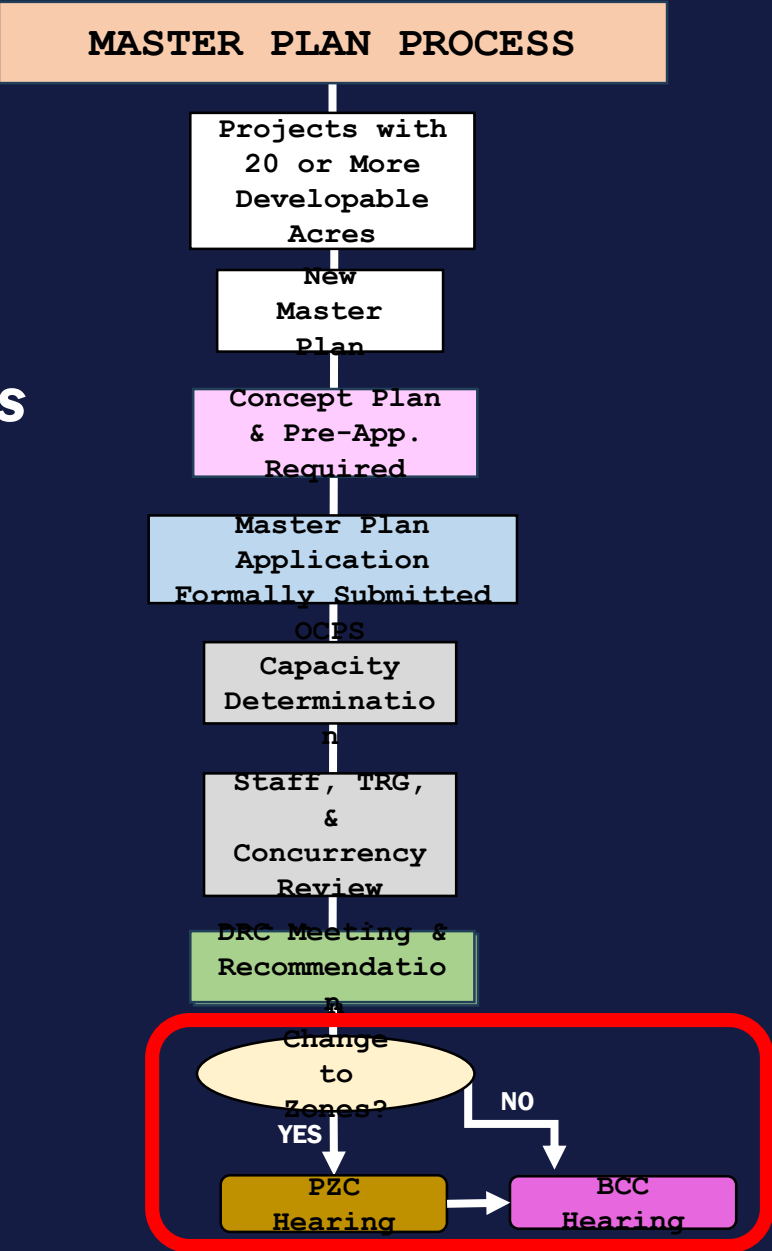 MASTER PLAN PROCESS
Projects with
20 or More
Developable
Acres
New
Master
Plan
s
Concept Plan
& Pre-App.
Required
Master Plan
Application
Formally Submitted
OCPS
Capacity
Determinatio
n
Staff, TRG,
&
Concurrency
Review
DRC Meeting &
Recommendatio
n
Change
to
Zones?
NO
YES
PZC
Hearing
BCC
Hearing